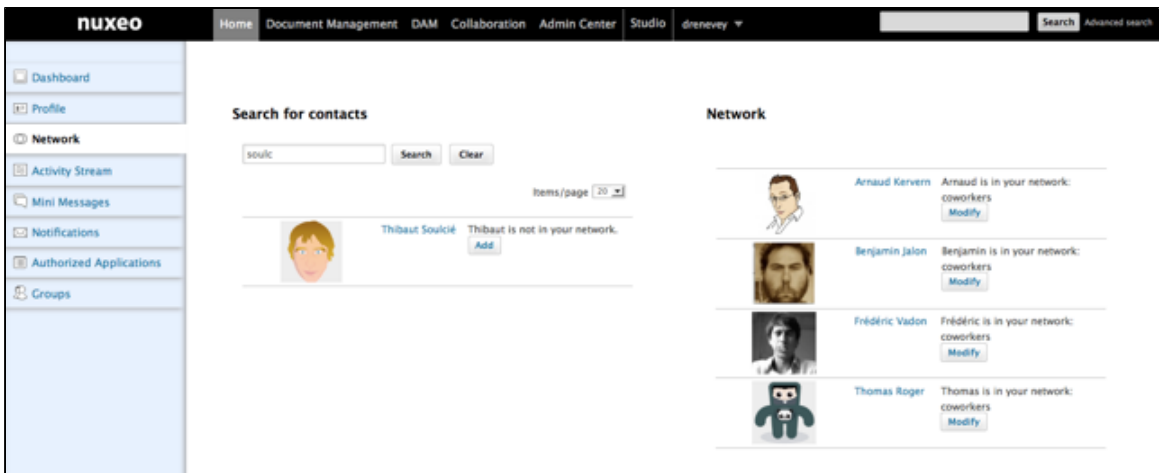 nuxeo
Home Document Management DAM Collaboration Admin Center Studio drenevey Search Advanced search
Dashboard
Profile
Network
Activity Stream
Mini Messages
Notifications
Authorized Applications
Groups
Search for contacts
soulc Search Clear
Items/page 20
Thibaut Soulcié Thibaut is not in your network.
Add
Network
Arnaud Kervern Arnaud is in your network:
coworkers
Modify
Benjamin Jalon Benjamin is in your network:
coworkers
Modify
Frédéric Vadon Frédéric is in your network:
coworkers
Modify
Thomas Roger Thomas is in your network:
coworkers
Modify